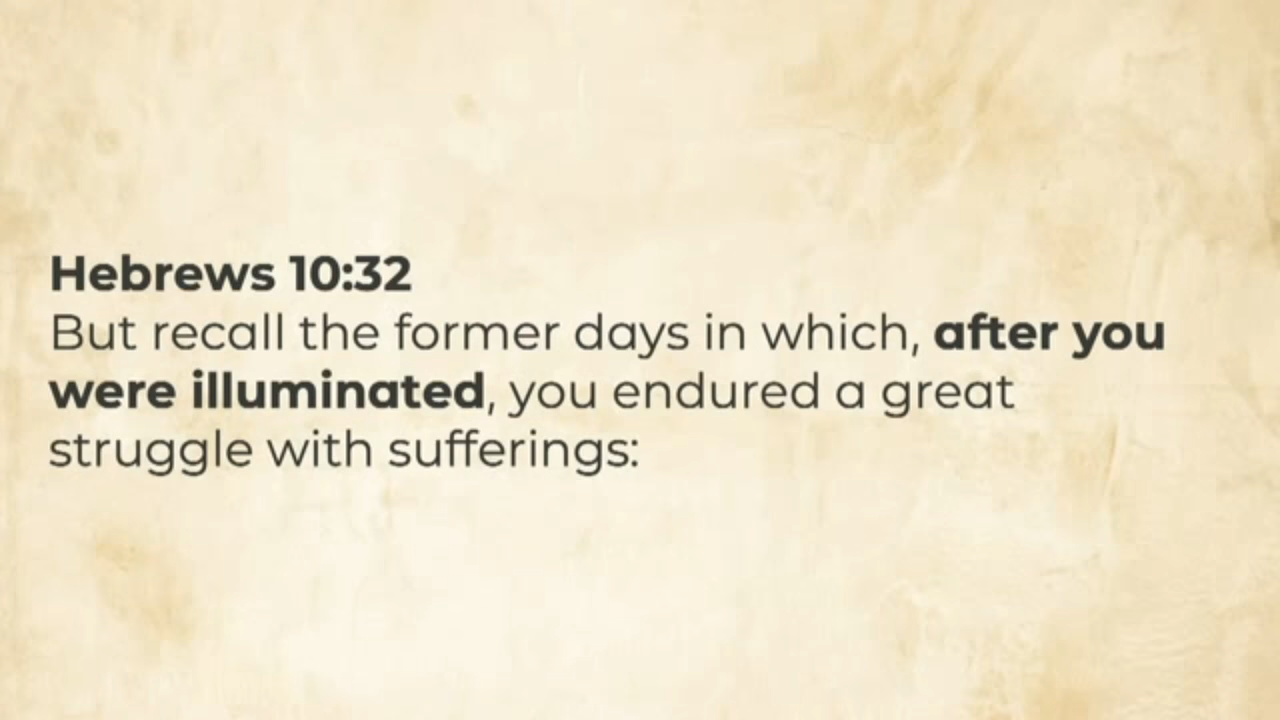 Hebrews 10:32
But recall the former days in which, after you
were illuminated, you endured a great
struggle with sufferings: